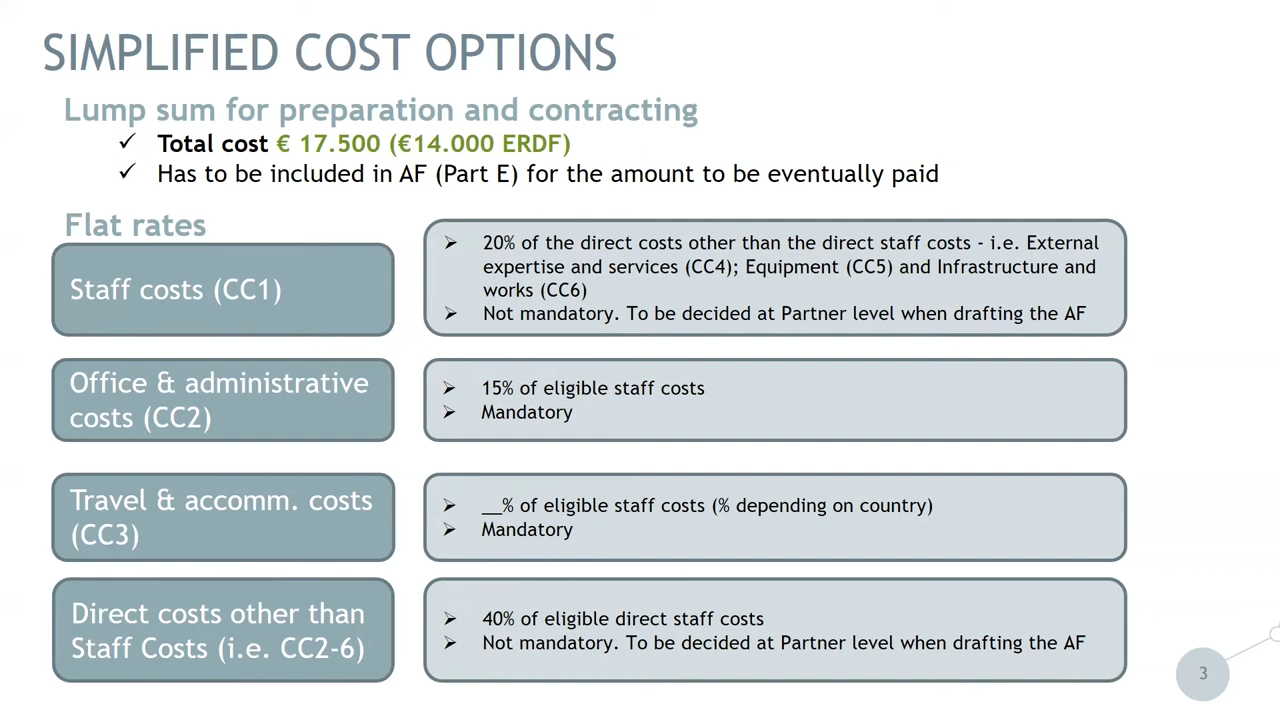 SIMPLIFIED COST OPTIONS
Lump sum for preparation and contracting
✓ Total cost € 17.500 (€14.000 ERDF)
✓ Has to be included in AF (Part E) for the amount to be eventually paid
Flat rates
Staff costs (CC1)
➢ 20% of the direct costs other than the direct staff costs - i.e. External
expertise and services (CC4); Equipment (CC5) and Infrastructure and
works (CC6)
➢ Not mandatory. To be decided at Partner level when drafting the AF
Office & administrative
costs (CC2)
➢ 15% of eligible staff costs
➢ Mandatory
Travel & accomm. costs
(CC3)
➢ __% of eligible staff costs (% depending on country)
➢ Mandatory
Direct costs other than
Staff Costs (i.e. CC2-6)
➢ 40% of eligible direct staff costs
➢ Not mandatory. To be decided at Partner level when drafting the AF
3